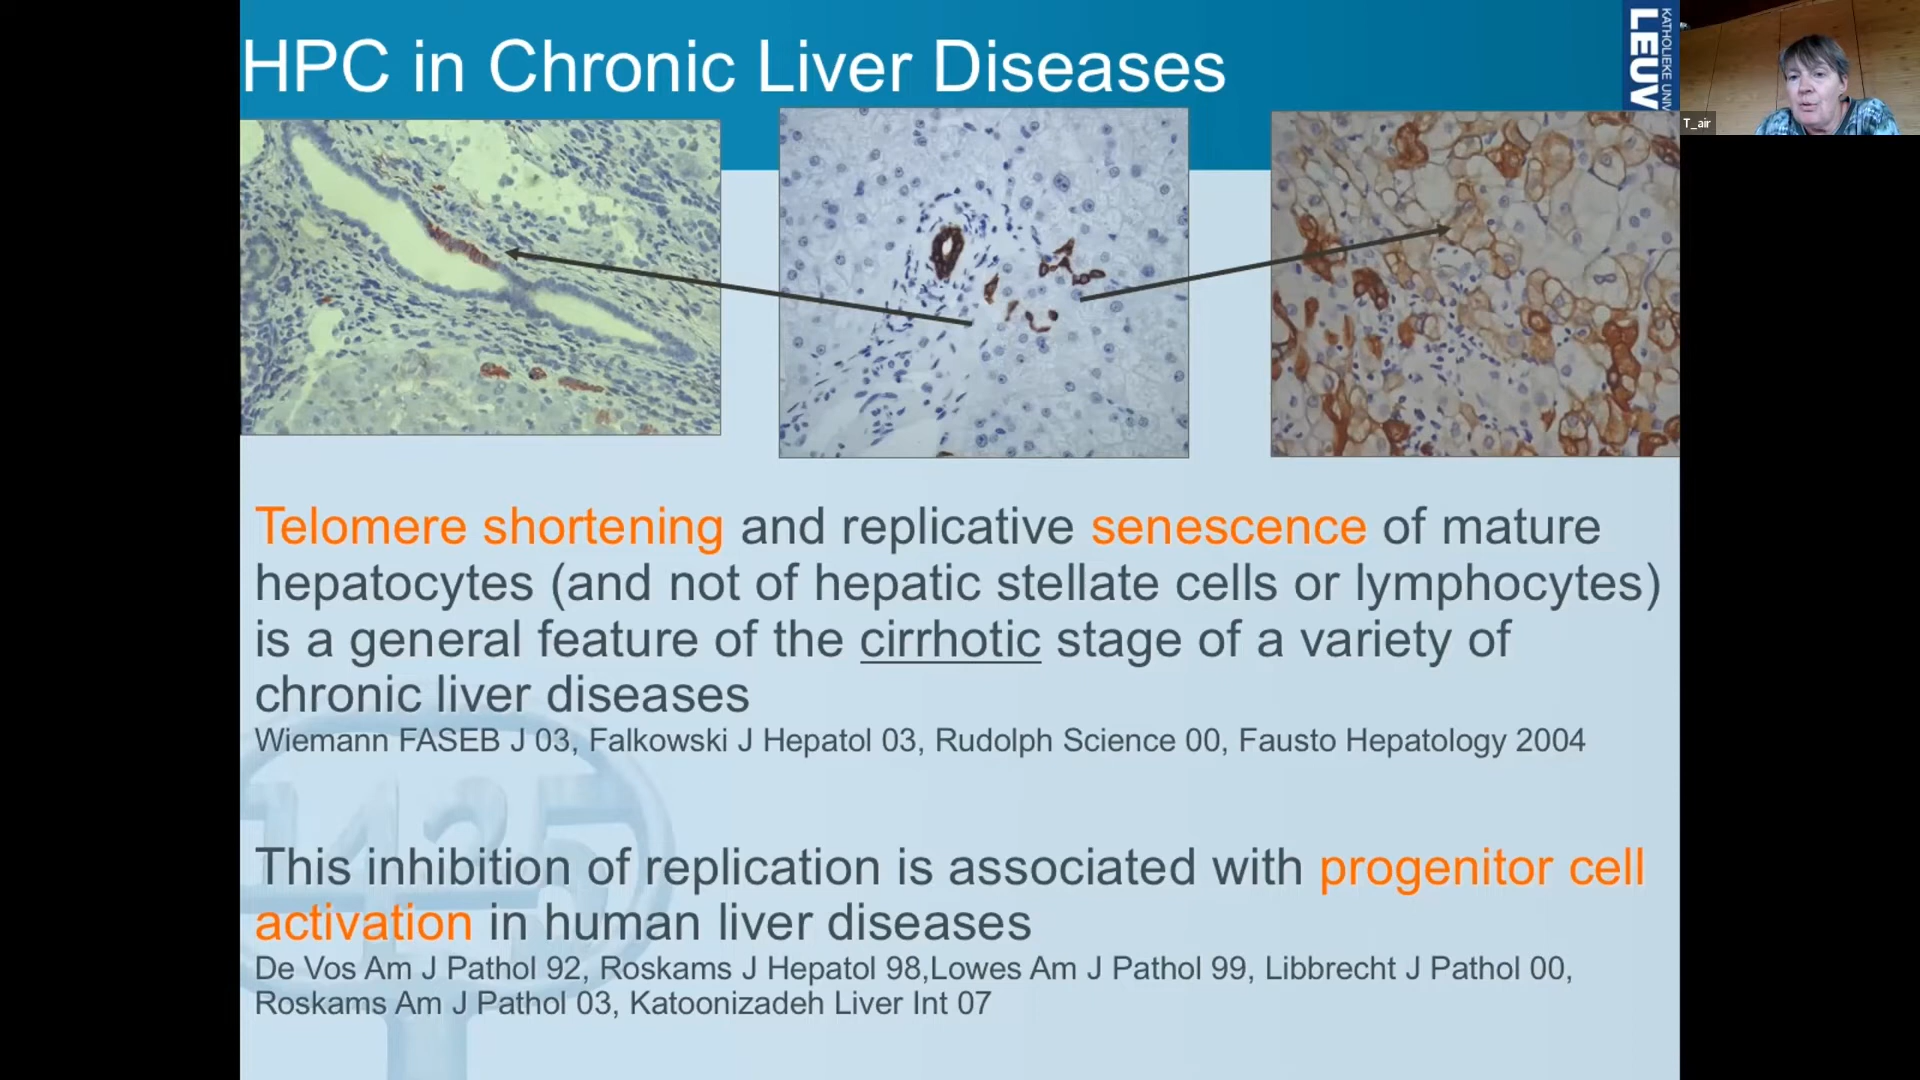 HPC in Chronic Liver Diseases
KATHOLIEKE UNIV
LEUV
T_air
Telomere shortening and replicative senescence of mature
hepatocytes (and not of hepatic stellate cells or lymphocytes)
is a general feature of the cirrhotic stage of a variety of
chronic liver diseases
Wiemann FASEB J 03, Falkowski J Hepatol 03, Rudolph Science 00, Fausto Hepatology 2004
1425
This inhibition of replication is associated with progenitor cell
activation in human liver diseases
De Vos Am J Pathol 92, Roskams J Hepatol 98,Lowes Am J Pathol 99, Libbrecht J Pathol 00,
Roskams Am J Pathol 03, Katoonizadeh Liver Int 07